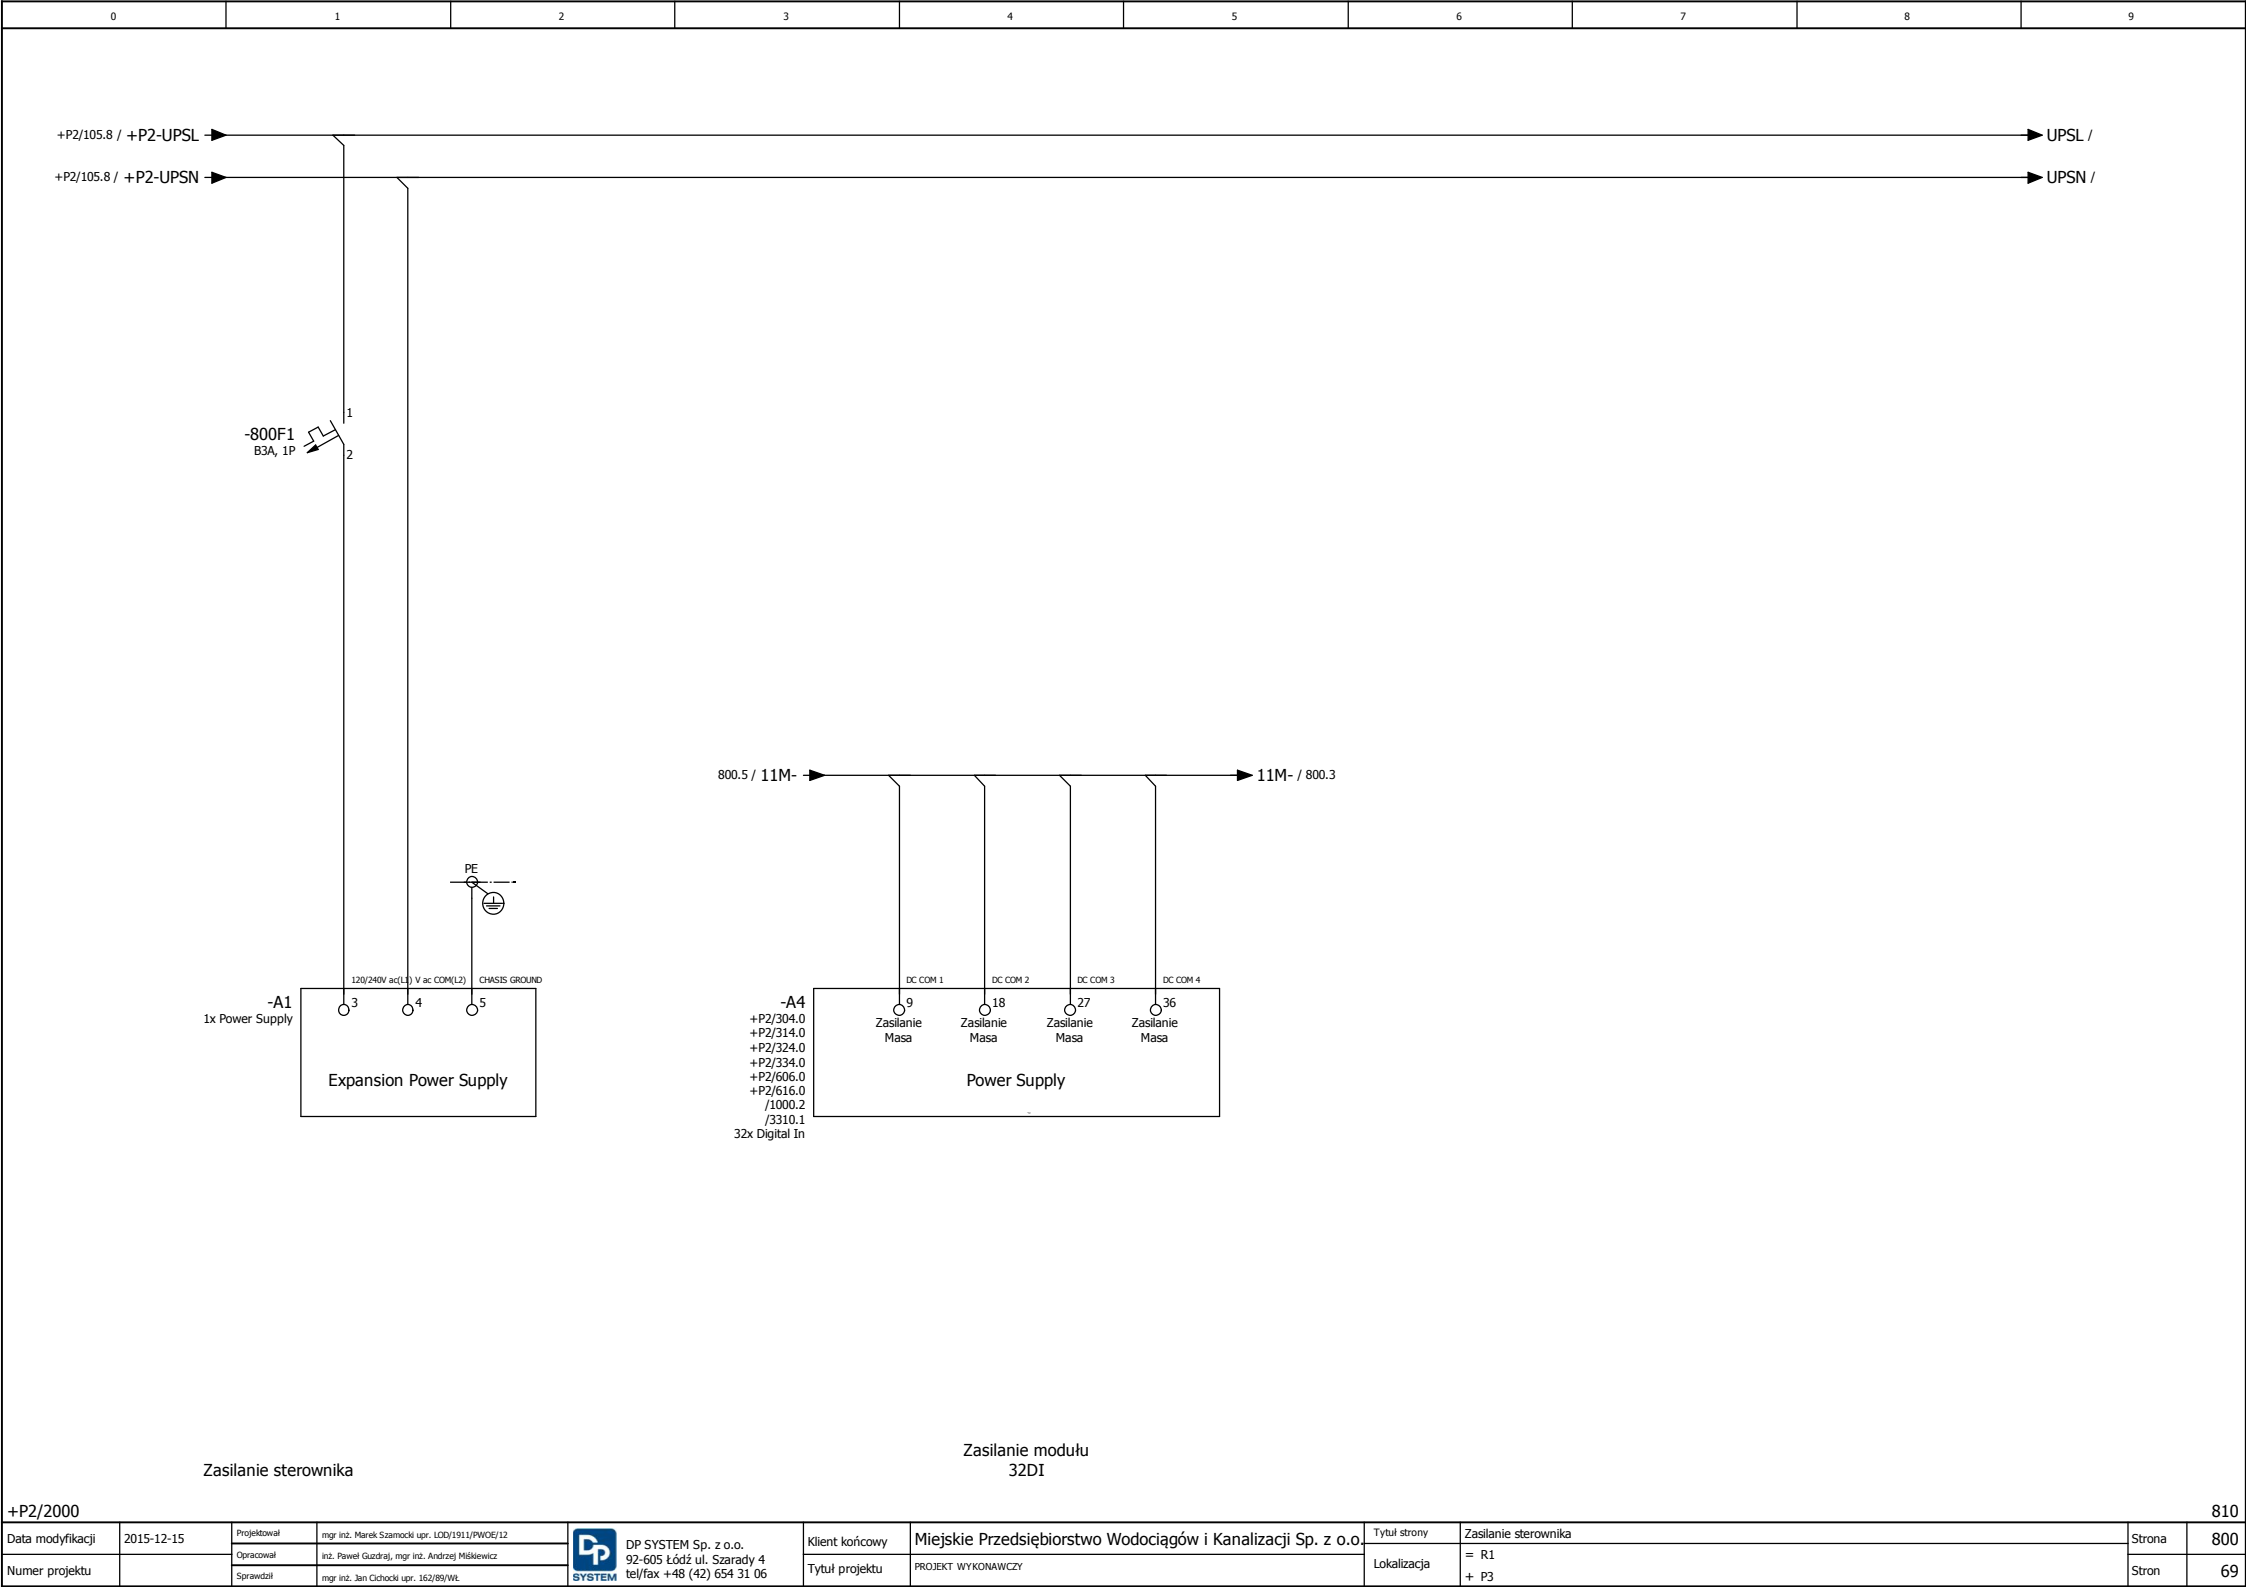 0 1 2 3 4 5 6 7 8 9
+P2/105.8 / +P2-UPSL UPSL /
+P2/105.8 / +P2-UPSN UPSN /
1
-800F1
B3A, 1P
2
800.5 / 11M- 11M- / 800.3
PE
120/240V ac(L1) V ac COM(L2) CHASIS GROUND
-A1
1x Power Supply
3 4 5
Expansion Power Supply
DC COM 1 DC COM 2 DC COM 3 DC COM 4
-A4
+P2/304.0
+P2/314.0
+P2/324.0
+P2/334.0
+P2/606.0
+P2/616.0
/1000.2
/3310.1
32x Digital In
9 18 27 36
Zasilanie Zasilanie Zasilanie Zasilanie
Masa Masa Masa Masa
Power Supply
Zasilanie sterownika
Zasilanie modułu
32DI
+P2/2000 810
Data modyfikacji 2015-12-15
Numer projektu
Projektował mgr inż. Marek Szamocki upr. LOD/1911/PWOE/12
Opracował inż. Paweł Guzdraj, mgr inż. Andrzej Miśkiewicz
Sprawdził mgr inż. Jan Cichocki upr. 162/89/WŁ
DP
SYSTEM
DP SYSTEM Sp. z o.o.
92-605 Łódź ul. Szarady 4
tel/fax +48 (42) 654 31 06
Klient końcowy Miejskie Przedsiębiorstwo Wodociągów i Kanalizacji Sp. z o.o.
Tytuł projektu PROJEKT WYKONAWCZY
Tytuł strony Zasilanie sterownika
Lokalizacja = R1
+ P3
Strona 800
Stron 69